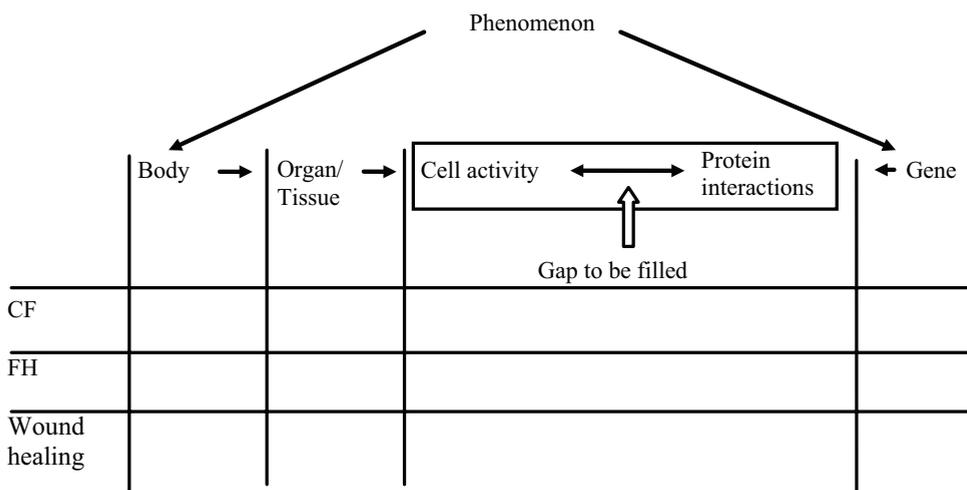 Phenomenon
Body
Organ/
Tissue
Cell activity
Protein
interactions
Gene
Gap to be filled
CF
FH
Wound
healing